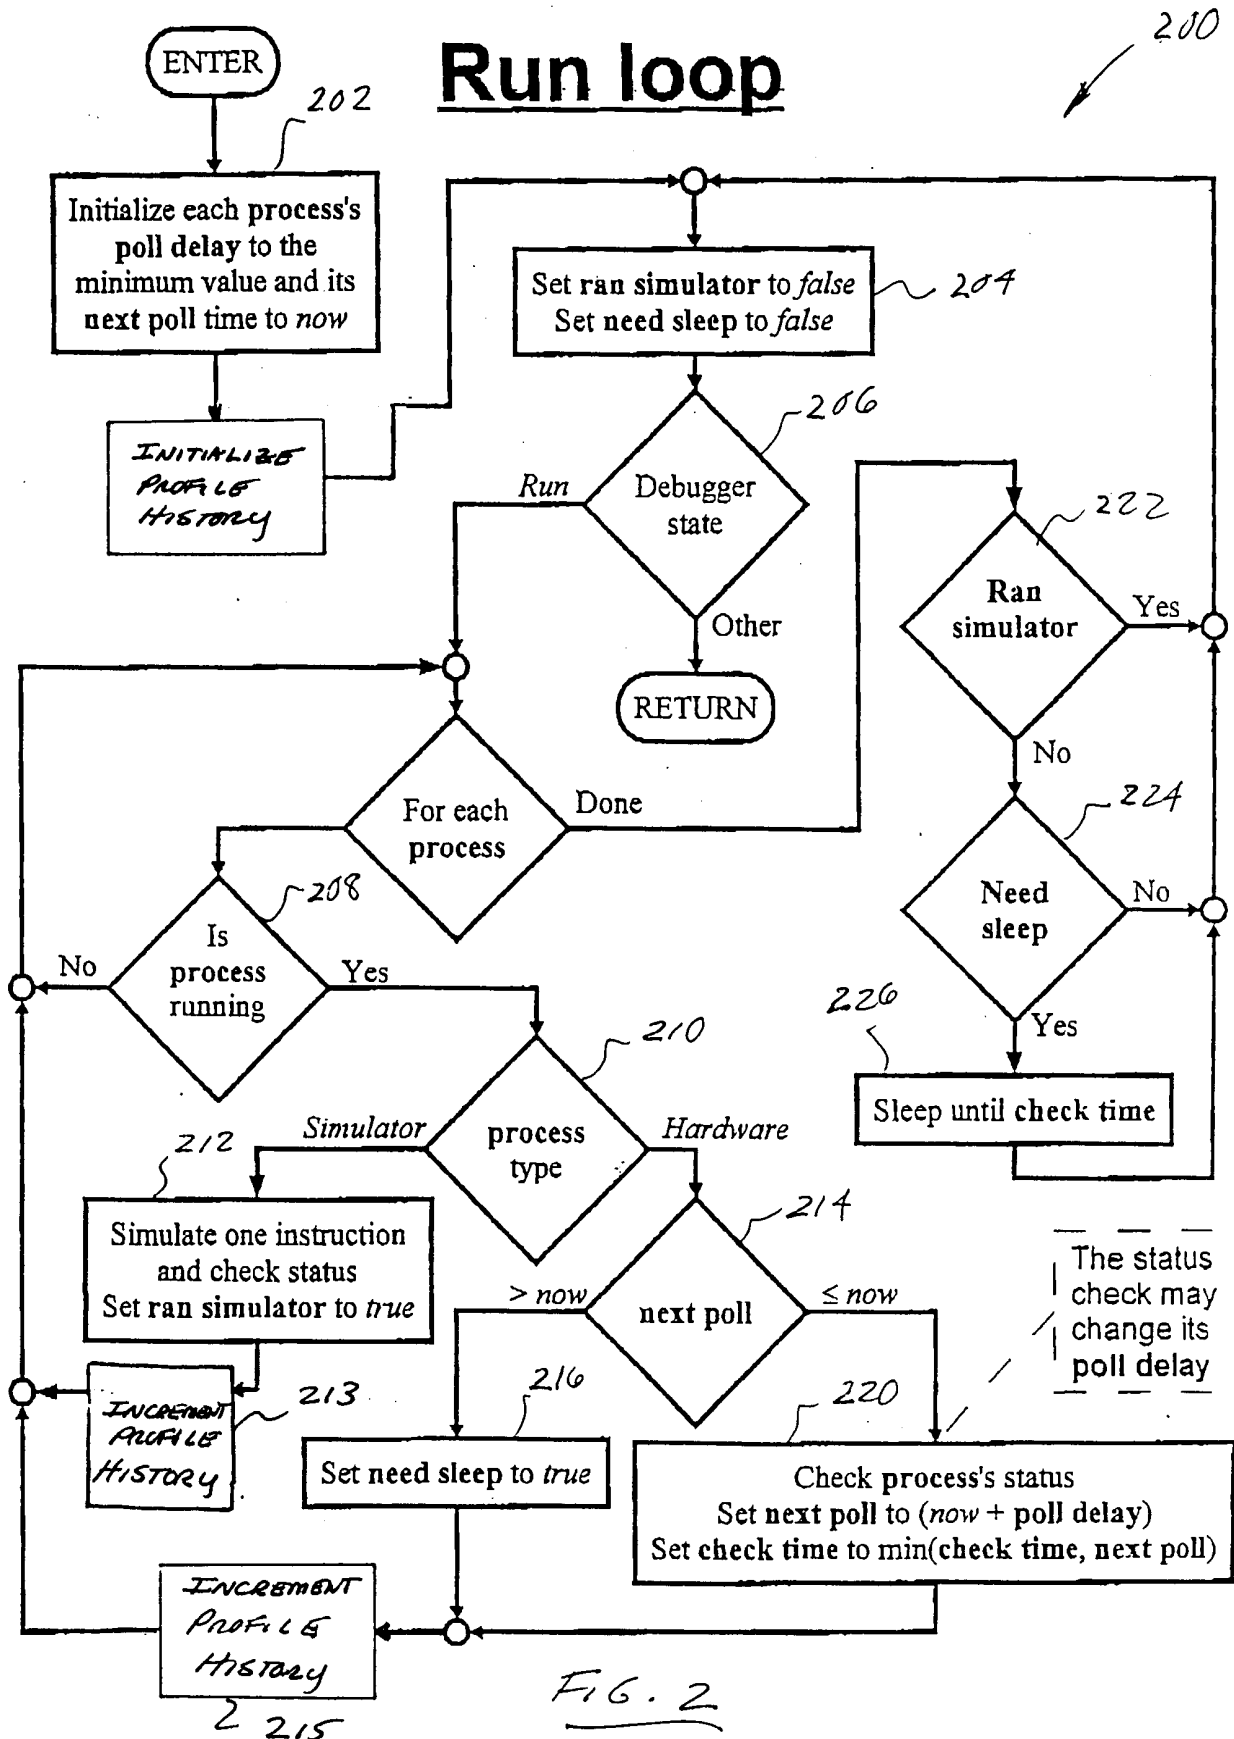 200
Run loop
ENTER
202
Initialize each process's
poll delay to the
minimum value and its
next poll time to now
INITIALIZE
PROFILE
HISTORY
Set ran simulator to false
Set need sleep to false
204
206
Debugger
state
Run
Other
RETURN
222
Ran
simulator
Yes
No
For each
process
Done
224
Need
sleep
No
Yes
208
Is
process
running
No
Yes
226
Sleep until check time
210
process
type
Simulator
Hardware
212
Simulate one instruction
and check status
Set ran simulator to true
214
next poll
> now
≤ now
The status
check may
change its
poll delay
213
INCREMENT
PROFILE
HISTORY
216
Set need sleep to true
220
Check process's status
Set next poll to (now + poll delay)
Set check time to min(check time, next poll)
INCREMENT
PROFILE
HISTORY
215
FIG. 2